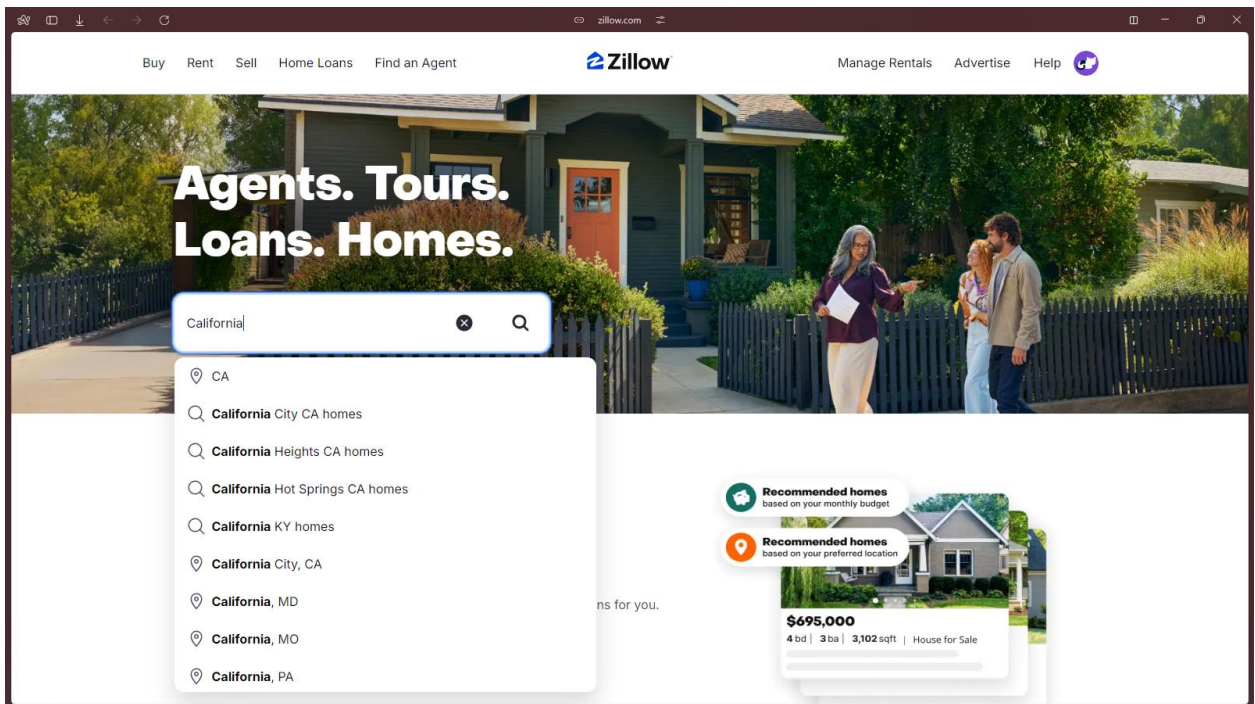 zillow.com
Buy Rent Sell Home Loans Find an Agent
Zillow
Manage Rentals Advertise Help
Agents. Tours.
Loans. Homes.
California
CA
California City CA homes
California Heights CA homes
California Hot Springs CA homes
California KY homes
California City, CA
California, MD
California, MO
California, PA
ns for you.
Recommended homes
based on your monthly budget
Recommended homes
based on your preferred location
$695,000
4 bd | 3 ba | 3,102 sqft | House for Sale